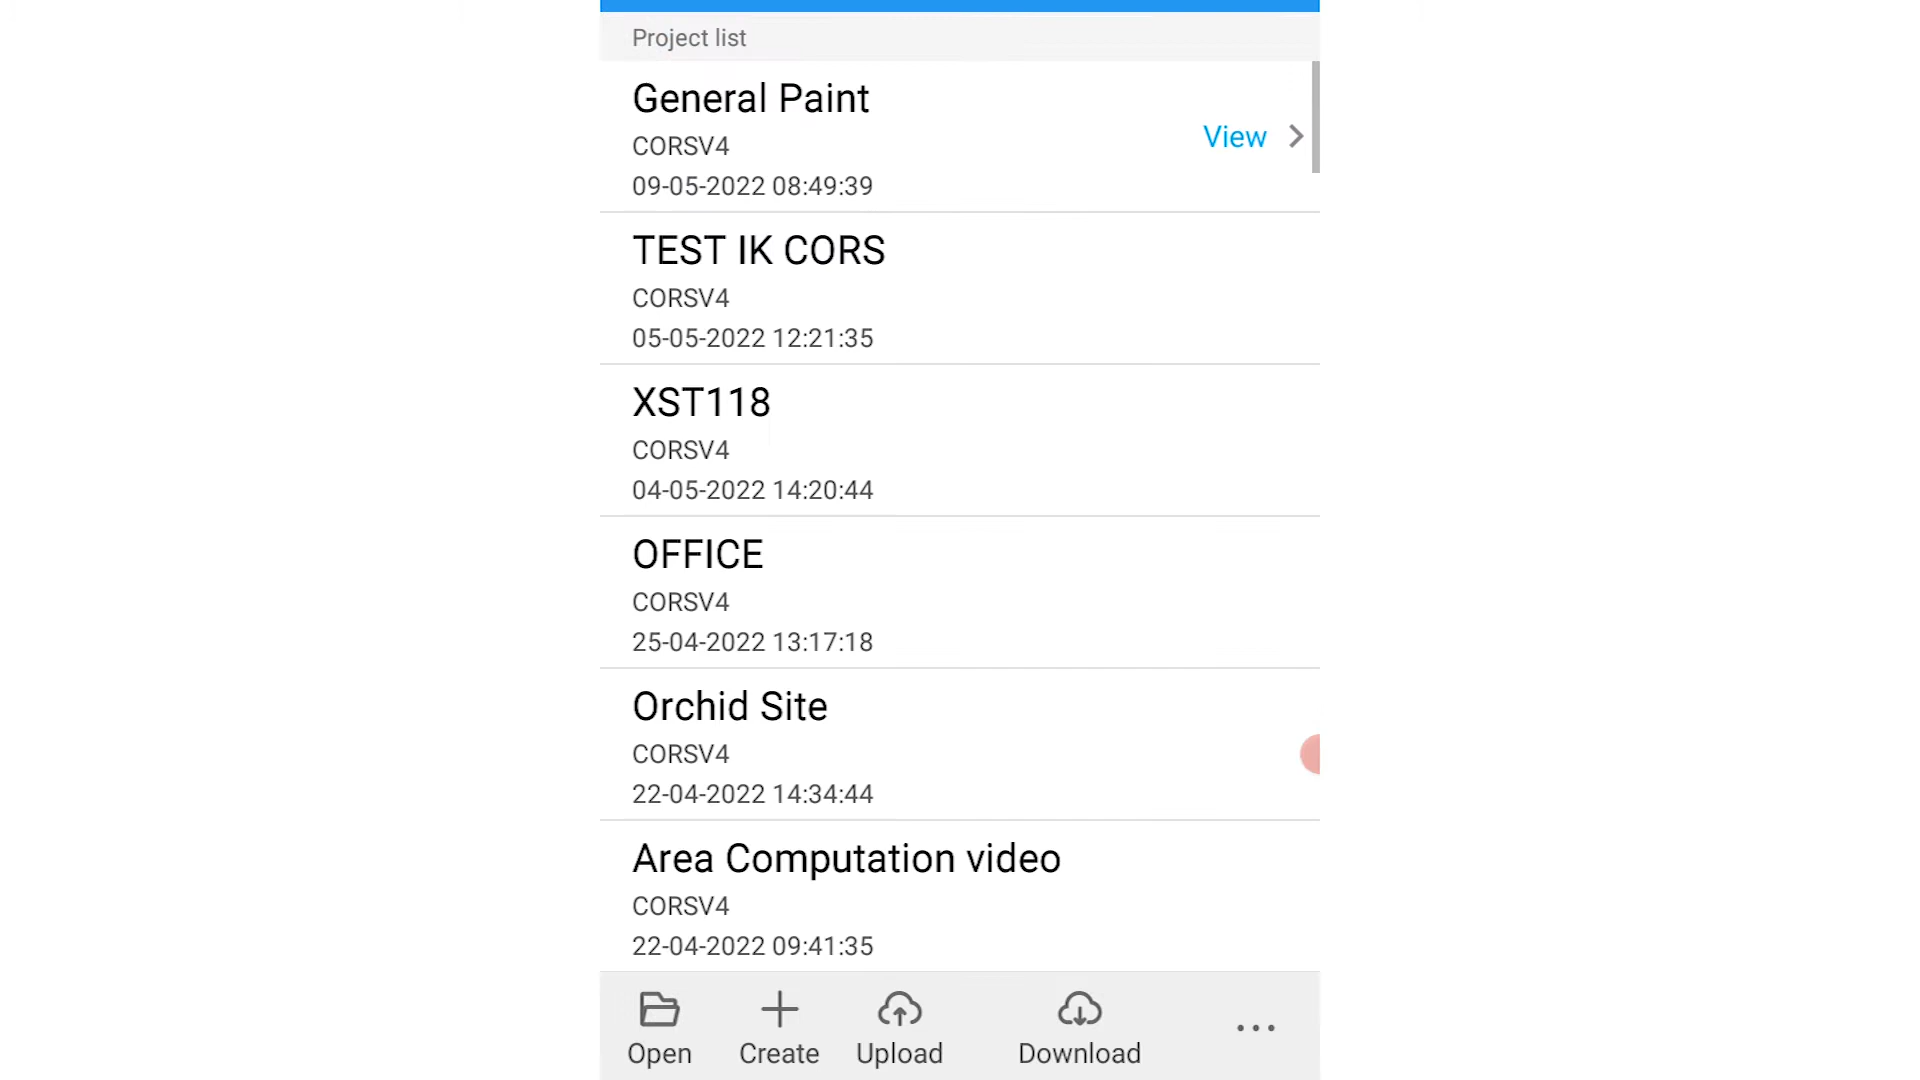 Project list
General Paint
CORSV4
View
09-05-2022 08:49:39
TEST IK CORS
CORSV4
05-05-2022 12:21:35
XST118
CORSV4
04-05-2022 14:20:44
OFFICE
CORSV4
25-04-2022 13:17:18
Orchid Site
CORSV4
22-04-2022 14:34:44
Area Computation video
CORSV4
22-04-2022 09:41:35
Open Create Upload Download